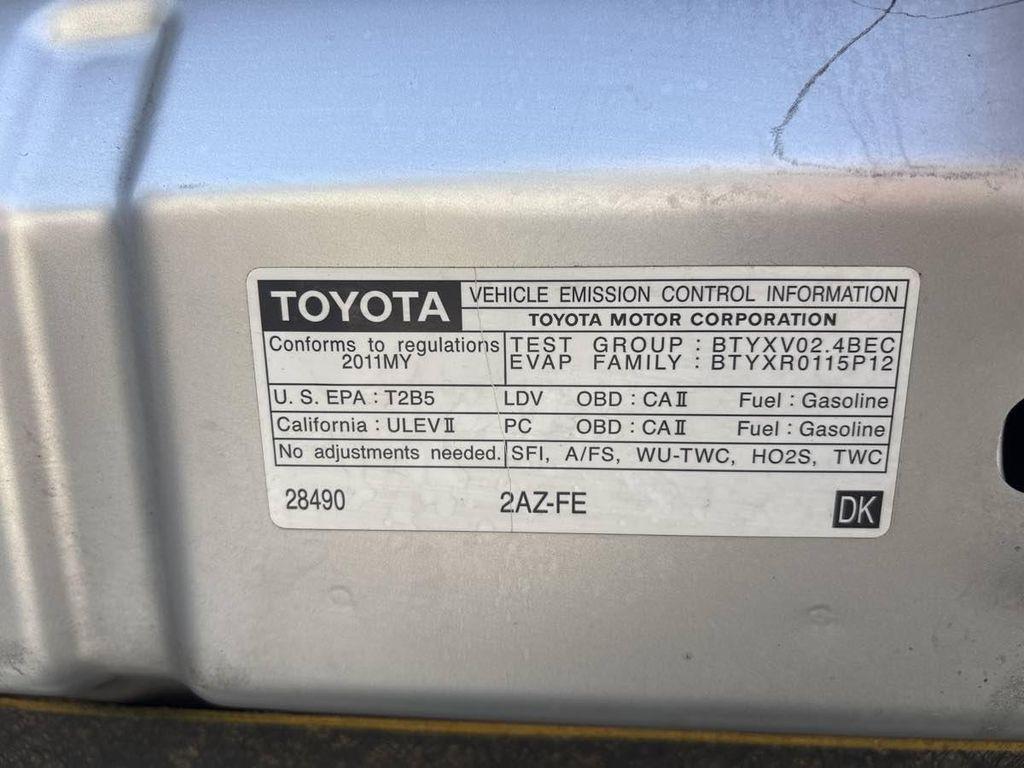 TOYOTA VEHICLE EMISSION CONTROL INFORMATION
TOYOTA MOTOR CORPORATION
Conforms to regulations
2011MY
TEST GROUP : BTYXV02.4BEC
EVAP FAMILY : BTYXR0115P12
U. S. EPA : T2B5 LDV OBD : CAⅡ Fuel : Gasoline
California : ULEVⅡ PC OBD : CAⅡ Fuel : Gasoline
No adjustments needed. SFI, A/FS, WU-TWC, HO2S, TWC
28490 2AZ-FE DK